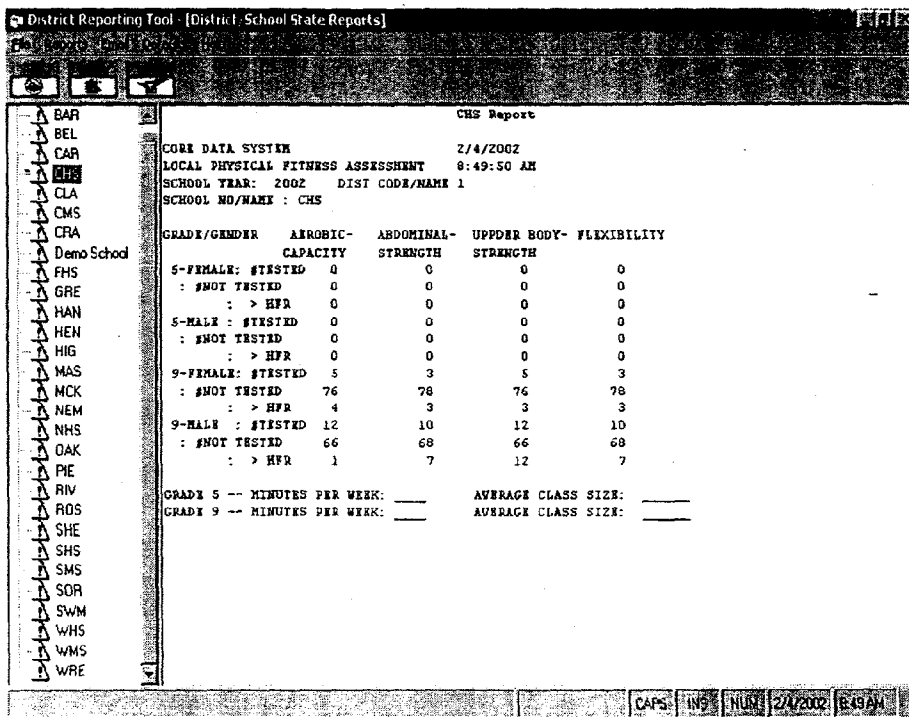 District Reporting Tool - [District/School State Reports]
BAR
BEL
CAR
CHS
CLA
CMS
CRA
Demo School
FHS
GRE
HAN
HEN
HIG
MAS
MCK
NEM
NHS
OAK
PIE
RIV
ROS
SHE
SHS
SMS
SOR
SWM
WHS
WMS
WRE
CHS Report
CORE DATA SYSTEM 2/4/2002
LOCAL PHYSICAL FITNESS ASSESSMENT 8:49:50 AM
SCHOOL YEAR: 2002 DIST CODE/NAME 1
SCHOOL NO/NAME : CHS
GRADE/GENDER AEROBIC- ABDOMINAL- UPPDER BODY- FLEXIBILITY
CAPACITY STRENGTH STRENGTH
5-FEMALE: #TESTED 0 0 0 0
: #NOT TESTED 0 0 0 0
: > HFR 0 0 0 0
5-MALE : #TESTED 0 0 0 0
: #NOT TESTED 0 0 0 0
: > HFR 0 0 0 0
9-FEMALE: #TESTED 5 3 5 3
: #NOT TESTED 76 78 76 78
: > HFR 4 3 3 3
9-MALE : #TESTED 12 10 12 10
: #NOT TESTED 66 68 66 68
: > HFR 1 7 12 7
GRADE 5 -- MINUTES PER WEEK: ____ AVERAGE CLASS SIZE: ____
GRADE 9 -- MINUTES PER WEEK: ____ AVERAGE CLASS SIZE: ____
CAPS INS NUM 2/4/2002 8:49 AM